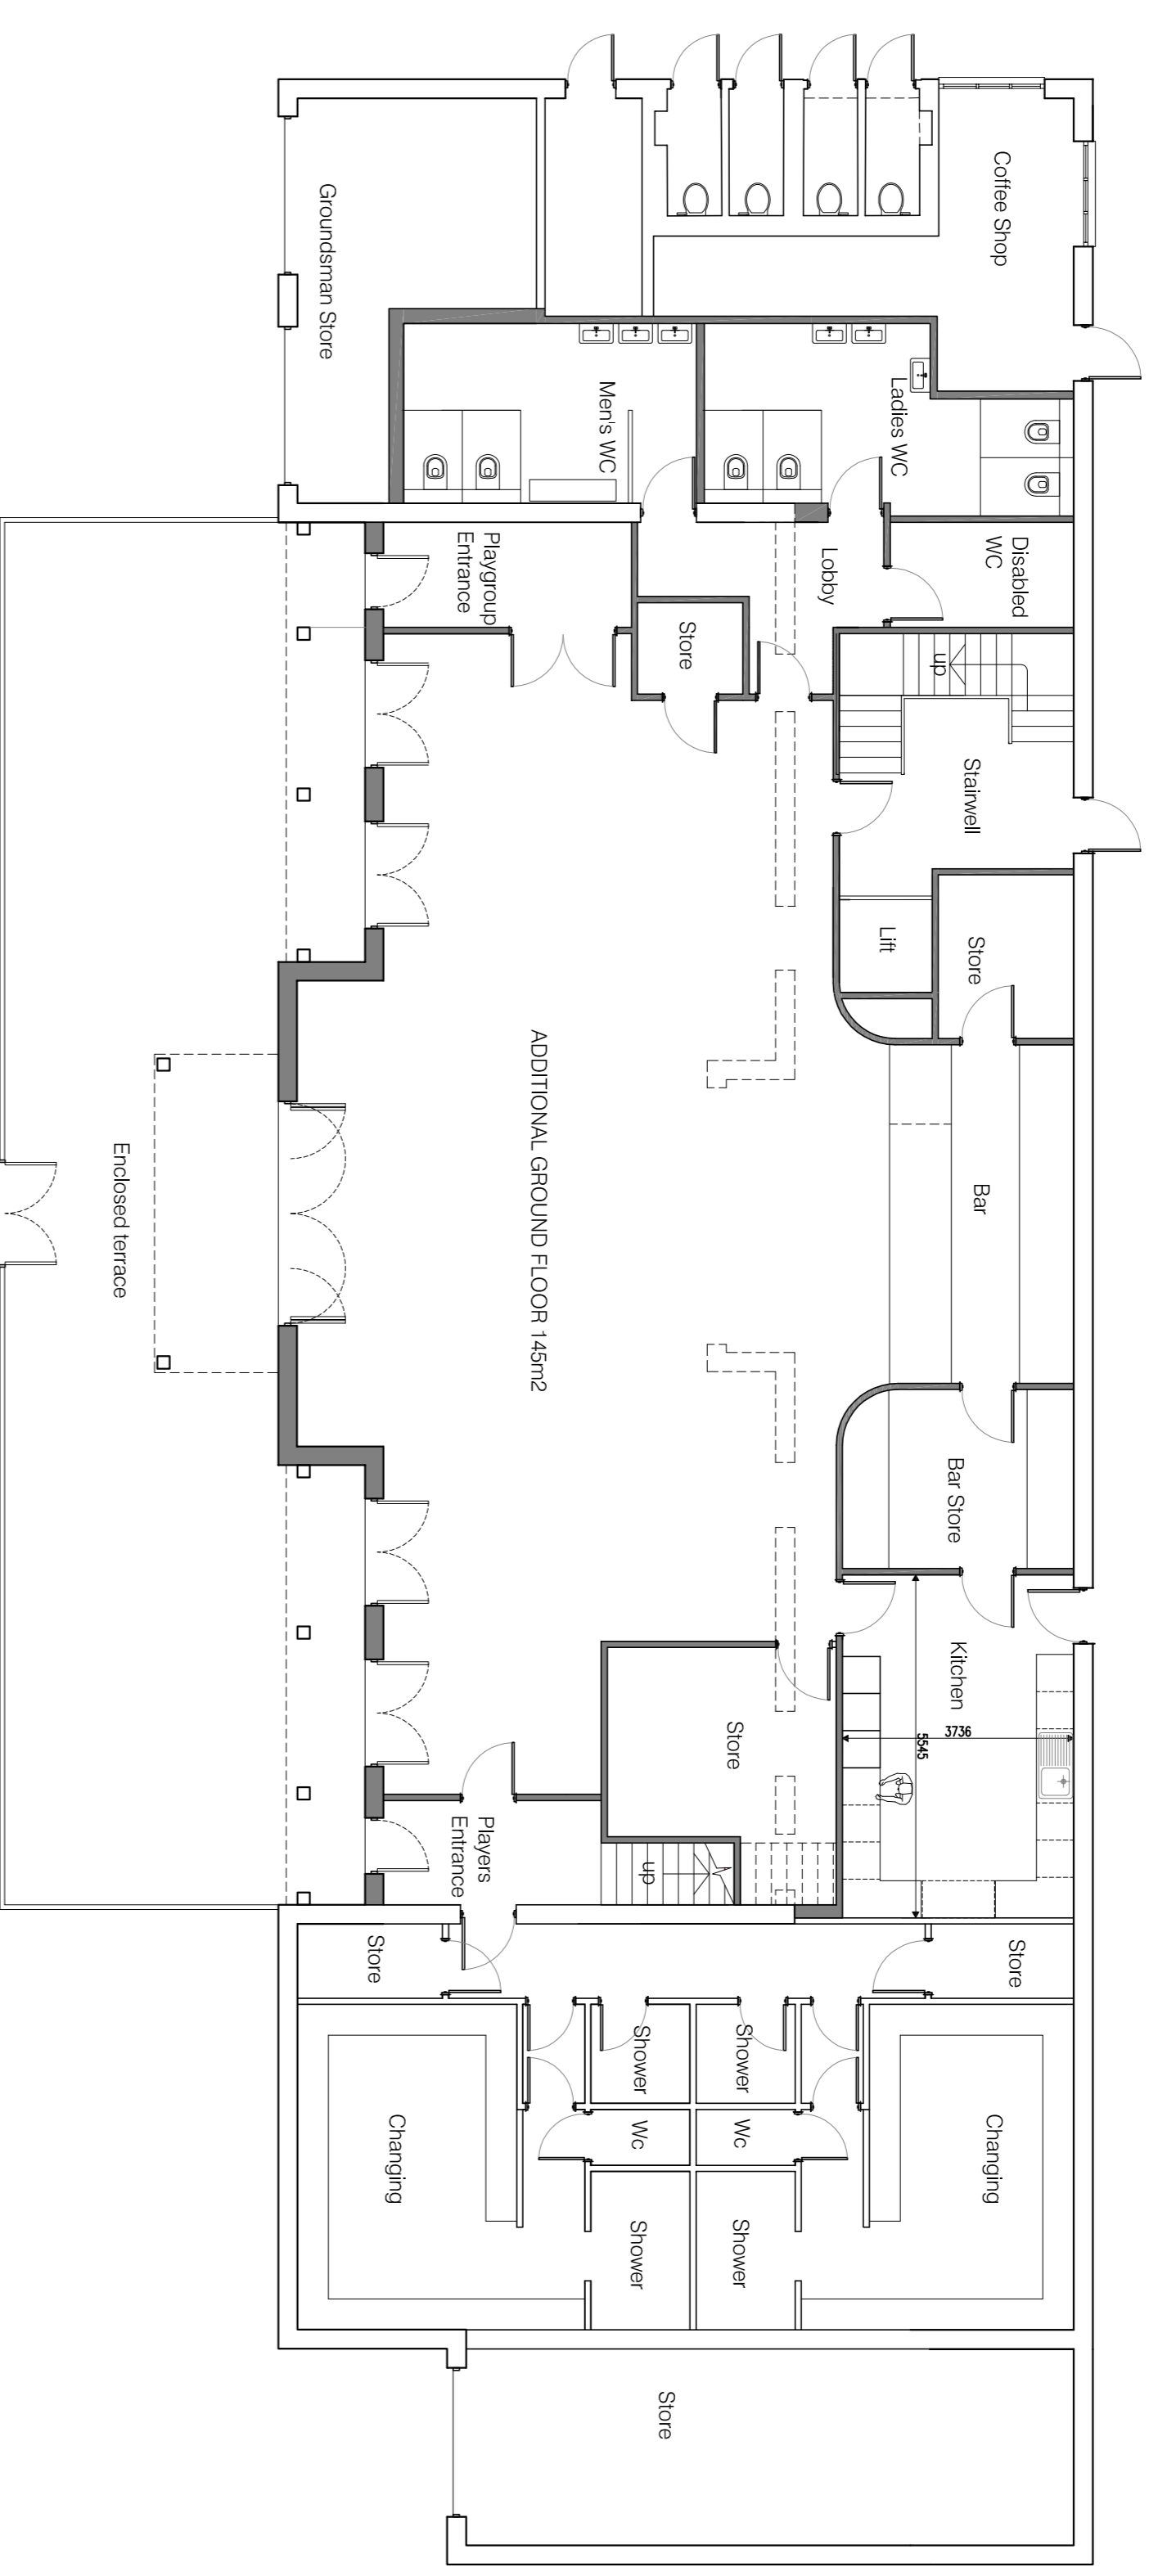 Coffee Shop
Groundsman Store
Men's WC
Ladies WC
Disabled
WC
Lobby
Playgroup
Entrance
Store
up
Stairwell
Lift
Store
Bar
ADDITIONAL GROUND FLOOR 145m2
Enclosed terrace
Bar Store
Kitchen
3736
5545
Store
Players
Entrance
up
Store
Store
Shower
Shower
Wc
Wc
Changing
Changing
Shower
Shower
Store